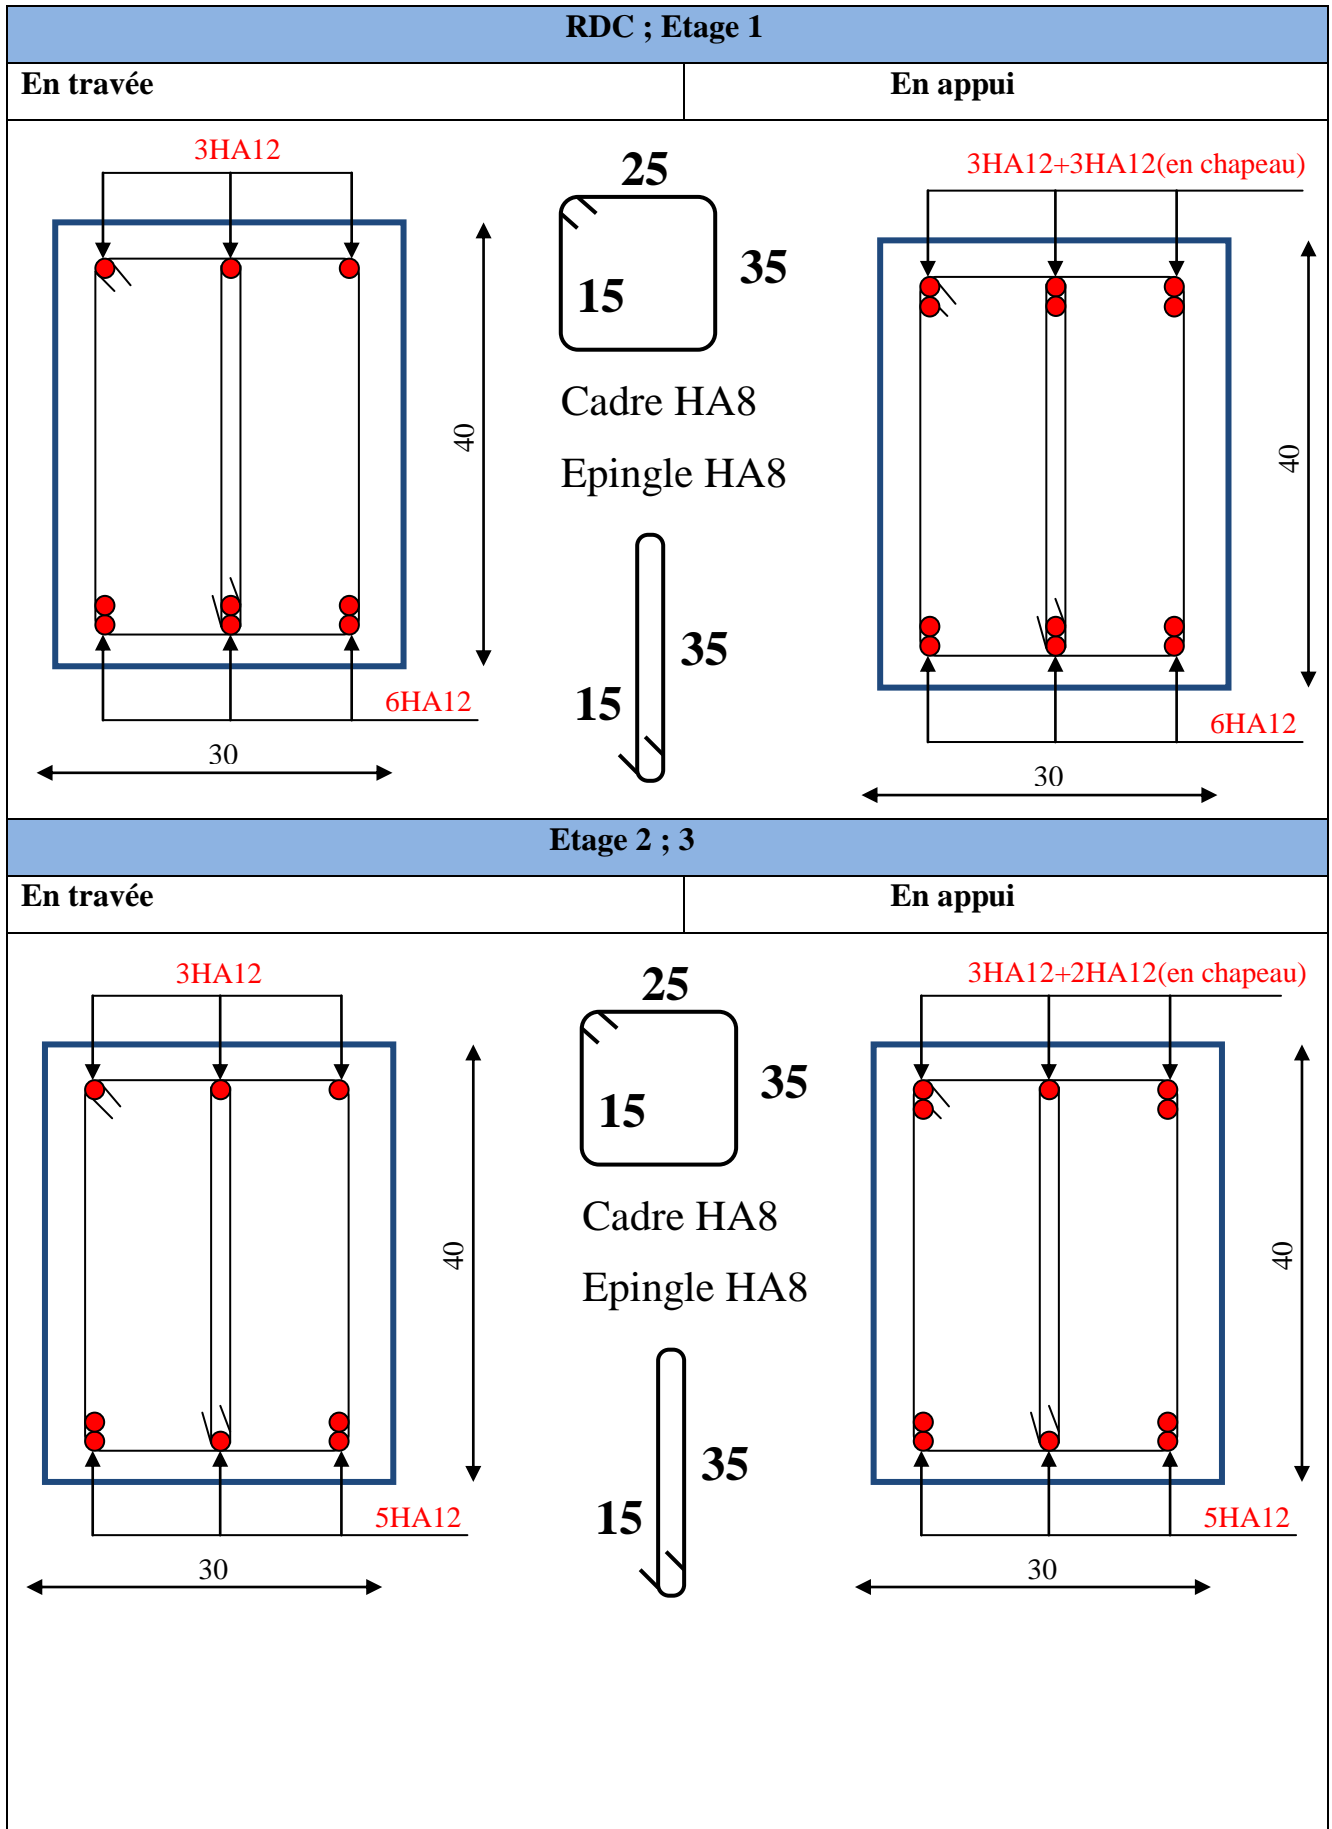 RDC ; Etage 1
En travée
En appui
3HA12
25
35
15
Cadre HA8
Epingle HA8
35
15
40
6HA12
30
3HA12+3HA12(en chapeau)
40
6HA12
30
Etage 2 ; 3
En travée
En appui
3HA12
25
35
15
Cadre HA8
Epingle HA8
35
15
40
5HA12
30
3HA12+2HA12(en chapeau)
40
5HA12
30